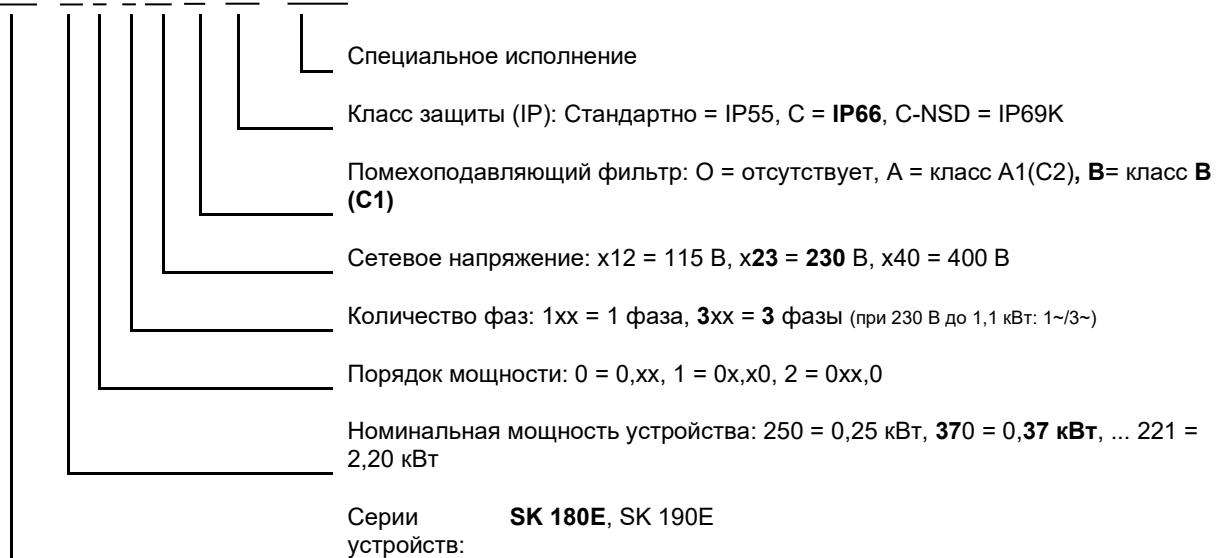 Специальное исполнение
Класс защиты (IP): Стандартно = IP55, C = IP66, C-NSD = IP69K
Помехоподавляющий фильтр: O = отсутствует, A = класс A1(C2), B= класс B
(C1)
Сетевое напряжение: x12 = 115 В, x23 = 230 В, x40 = 400 В
Количество фаз: 1xx = 1 фаза, 3xx = 3 фазы (при 230 В до 1,1 кВт: 1~/3~)
Порядок мощности: 0 = 0,xx, 1 = 0x,x0, 2 = 0xx,0
Номинальная мощность устройства: 250 = 0,25 кВт, 370 = 0,37 кВт, ... 221 =
2,20 кВт
Серии SK 180E, SK 190E
устройств: